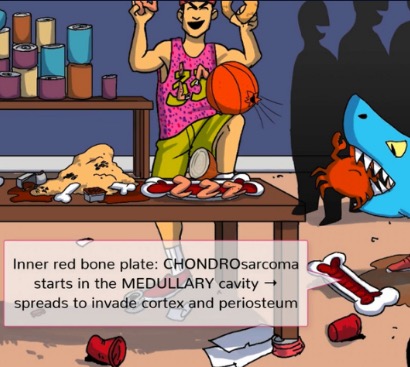 Inner red bone plate: CHONDROsarcoma
starts in the MEDULLARY cavity →
spreads to invade cortex and periosteum